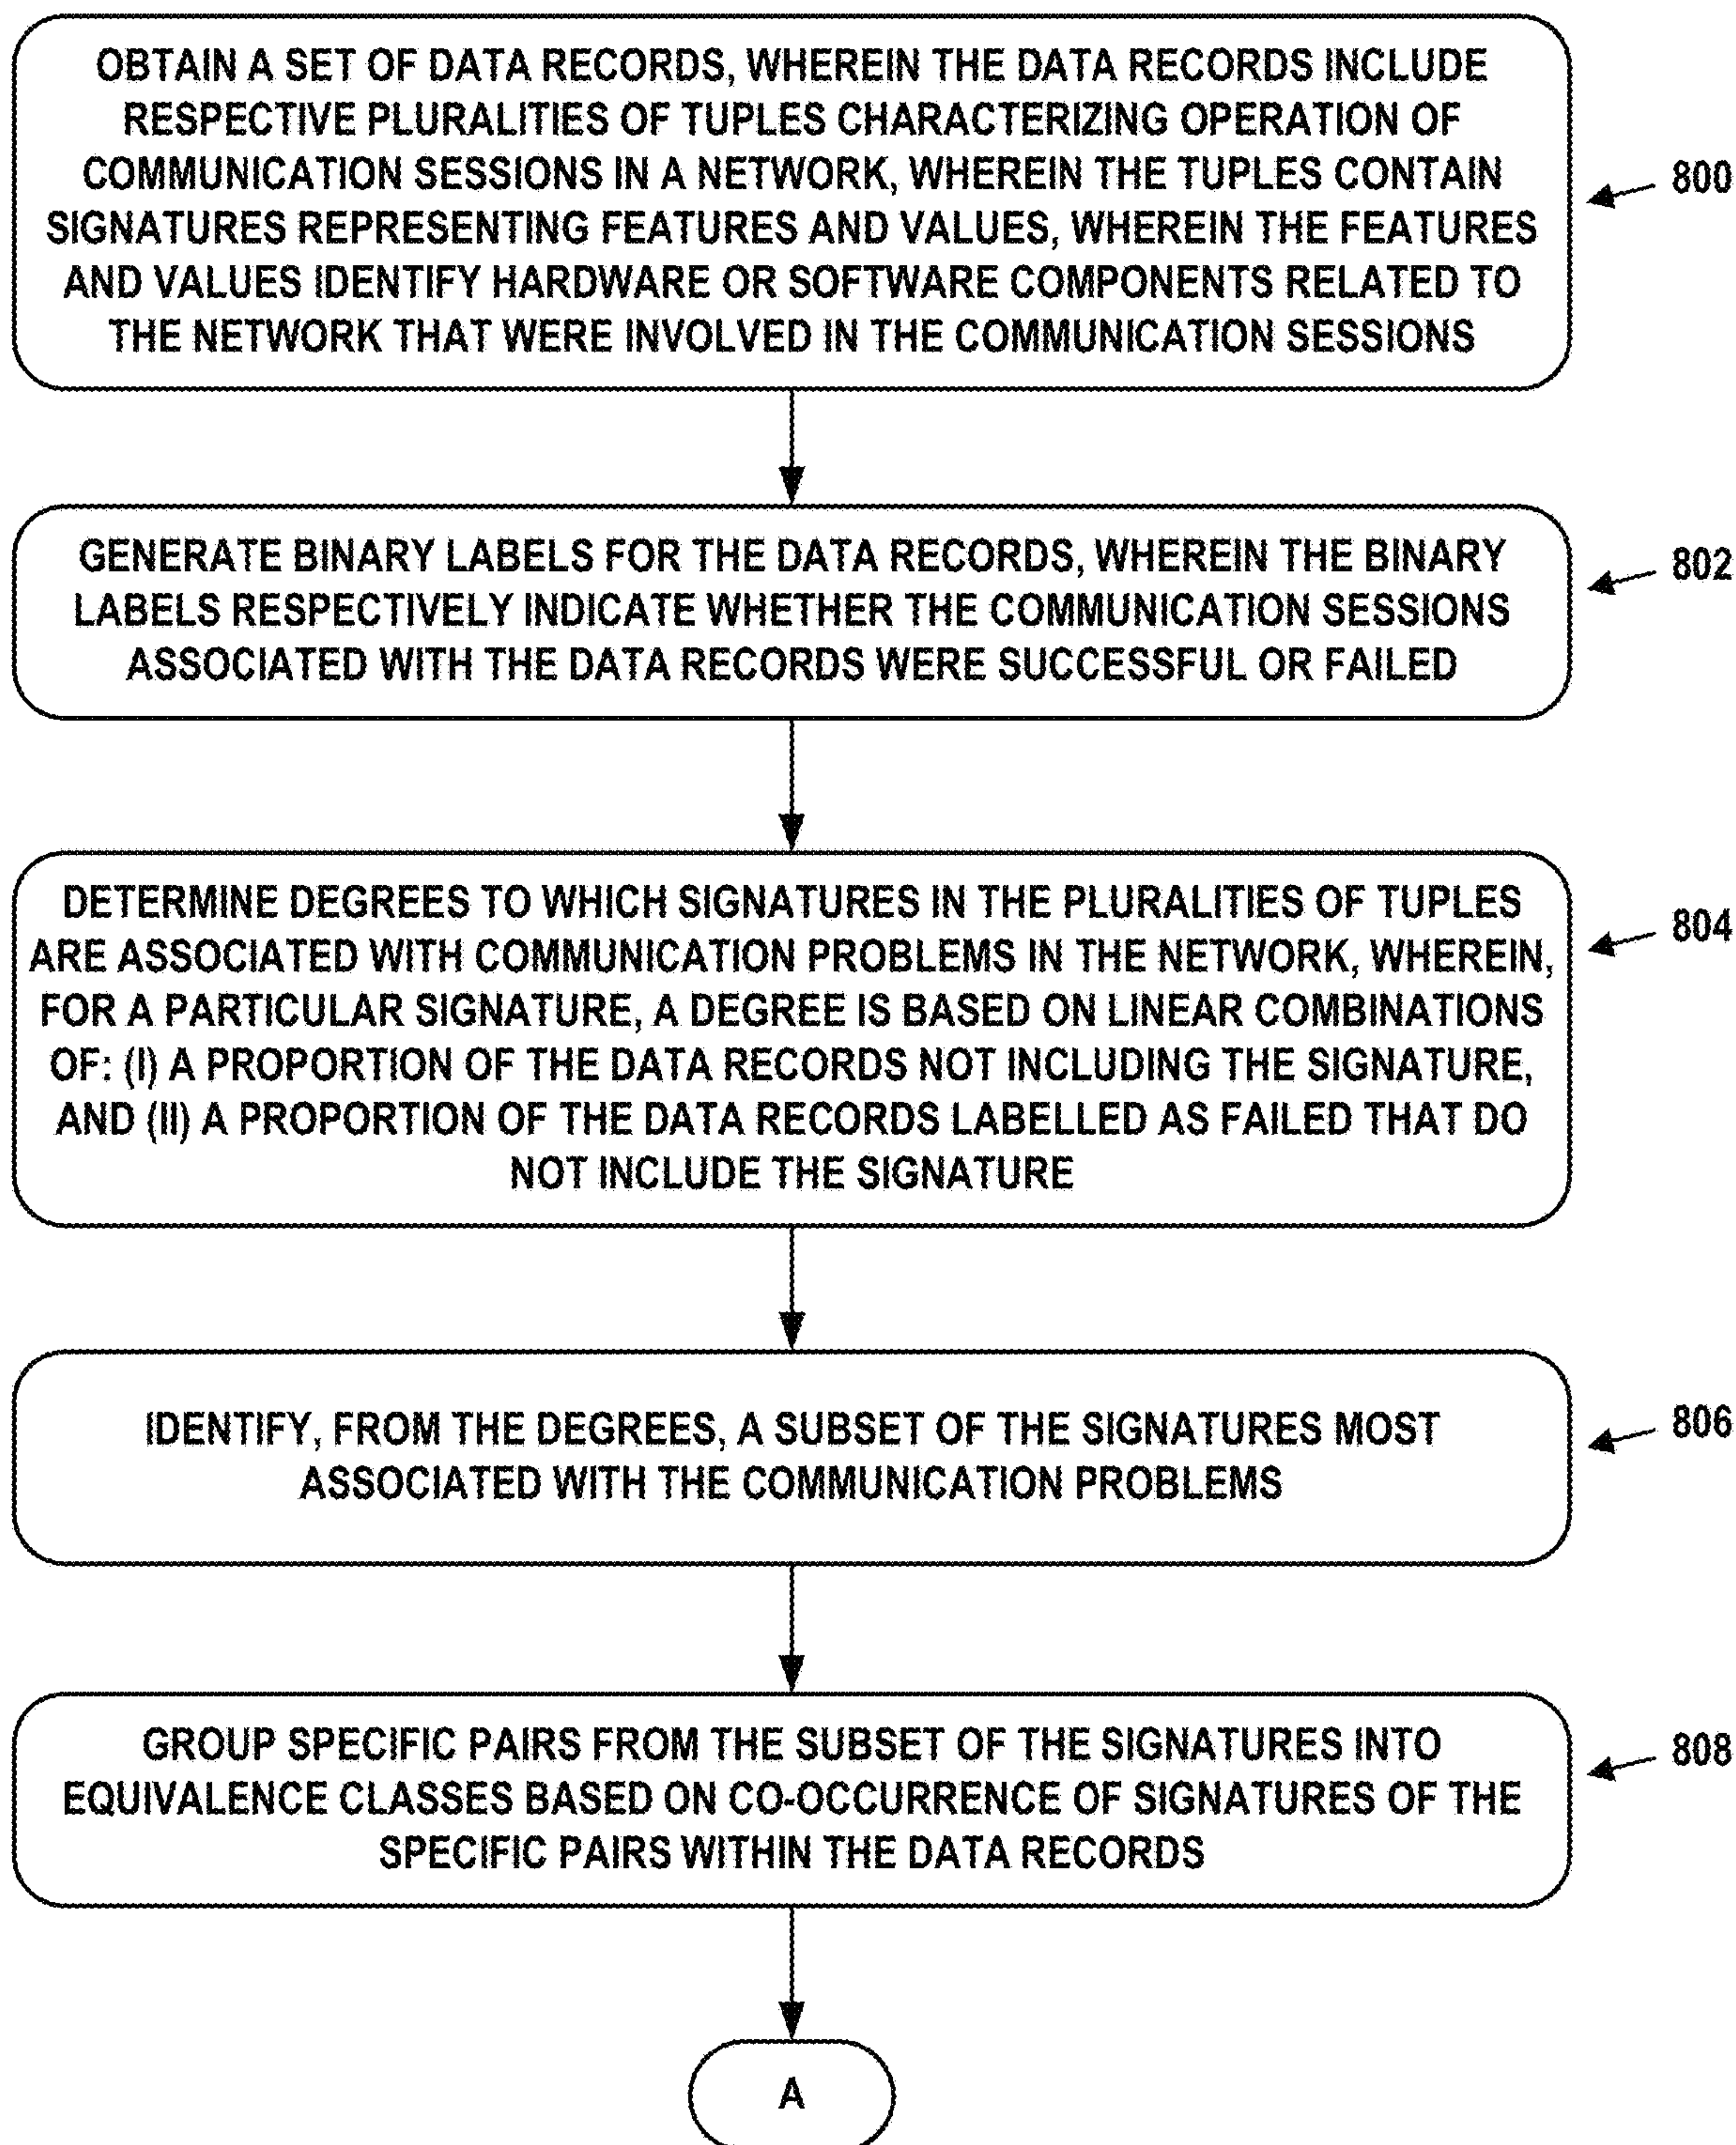 OBTAIN A SET OF DATA RECORDS, WHEREIN THE DATA RECORDS INCLUDE
RESPECTIVE PLURALITIES OF TUPLES CHARACTERIZING OPERATION OF
COMMUNICATION SESSIONS IN A NETWORK, WHEREIN THE TUPLES CONTAIN
SIGNATURES REPRESENTING FEATURES AND VALUES, WHEREIN THE FEATURES
AND VALUES IDENTIFY HARDWARE OR SOFTWARE COMPONENTS RELATED TO
THE NETWORK THAT WERE INVOLVED IN THE COMMUNICATION SESSIONS
800
GENERATE BINARY LABELS FOR THE DATA RECORDS, WHEREIN THE BINARY
LABELS RESPECTIVELY INDICATE WHETHER THE COMMUNICATION SESSIONS
ASSOCIATED WITH THE DATA RECORDS WERE SUCCESSFUL OR FAILED
802
DETERMINE DEGREES TO WHICH SIGNATURES IN THE PLURALITIES OF TUPLES
ARE ASSOCIATED WITH COMMUNICATION PROBLEMS IN THE NETWORK, WHEREIN,
FOR A PARTICULAR SIGNATURE, A DEGREE IS BASED ON LINEAR COMBINATIONS
OF: (I) A PROPORTION OF THE DATA RECORDS NOT INCLUDING THE SIGNATURE,
AND (II) A PROPORTION OF THE DATA RECORDS LABELLED AS FAILED THAT DO
NOT INCLUDE THE SIGNATURE
804
IDENTIFY, FROM THE DEGREES, A SUBSET OF THE SIGNATURES MOST
ASSOCIATED WITH THE COMMUNICATION PROBLEMS
806
GROUP SPECIFIC PAIRS FROM THE SUBSET OF THE SIGNATURES INTO
EQUIVALENCE CLASSES BASED ON CO-OCCURRENCE OF SIGNATURES OF THE
SPECIFIC PAIRS WITHIN THE DATA RECORDS
808
A